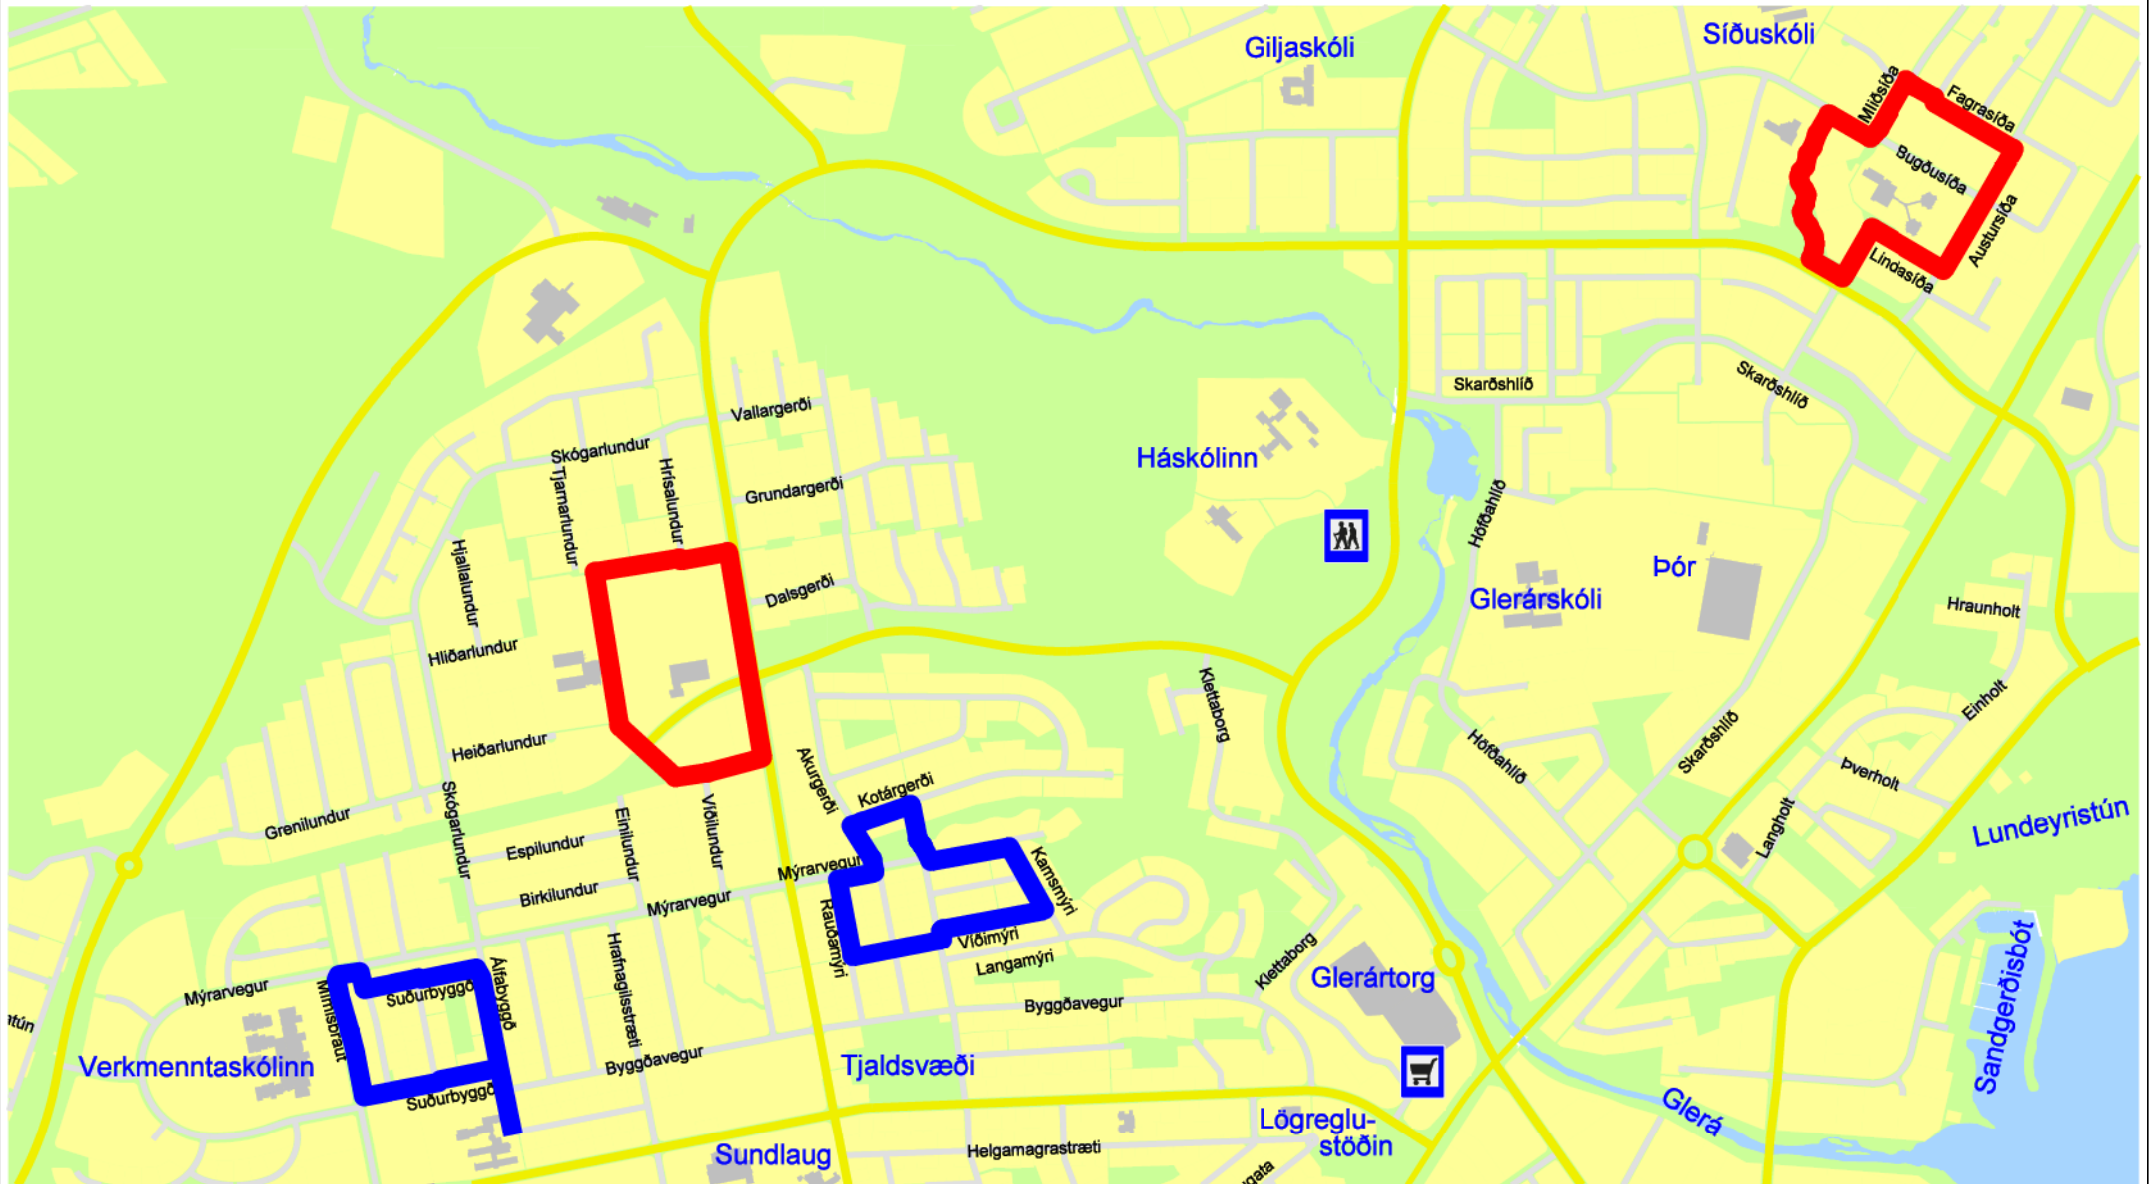 Síðuskóli
Giljaskóli
Miðsíða
Fagrasíða
Bugðusíða
Austursíða
Lindasíða
Skarðshlíð
Skarðshlíð
Vallargerði
Skógarlundur
Hrísalundur
Tjarnarlundur
Grundargerði
Háskólinn
Höfðahlíð
Hjallalundur
Þór
Dalsgerði
Glerárskóli
Hraunholt
Hliðarlundur
Klettaborg
Einholt
Heiðarlundur
Skarðshlíð
Höfðahlíð
Þverholt
Akurgerði
Kotárgerði
Skógarlundur
Grenilundur
Einilundur
Víðilundur
Espilundur
Langholt
Lundeyristún
Mýrarvegur
Kamsmýri
Birkilundur
Mýrarvegur
Rauðamýri
Víðimýri
Langamýri
Hrafnagilsstræti
Klettaborg
Glerártorg
Sandgerðisbót
Álfabyggð
Mýrarvegur
Mímisbraut
Suðurbyggð
Byggðavegur
Verkmenntaskólinn
Byggðavegur
Tjaldsvæði
Suðurbyggð
Glerá
Lögreglu-
stöðin
Sundlaug
Helgamagrastræti